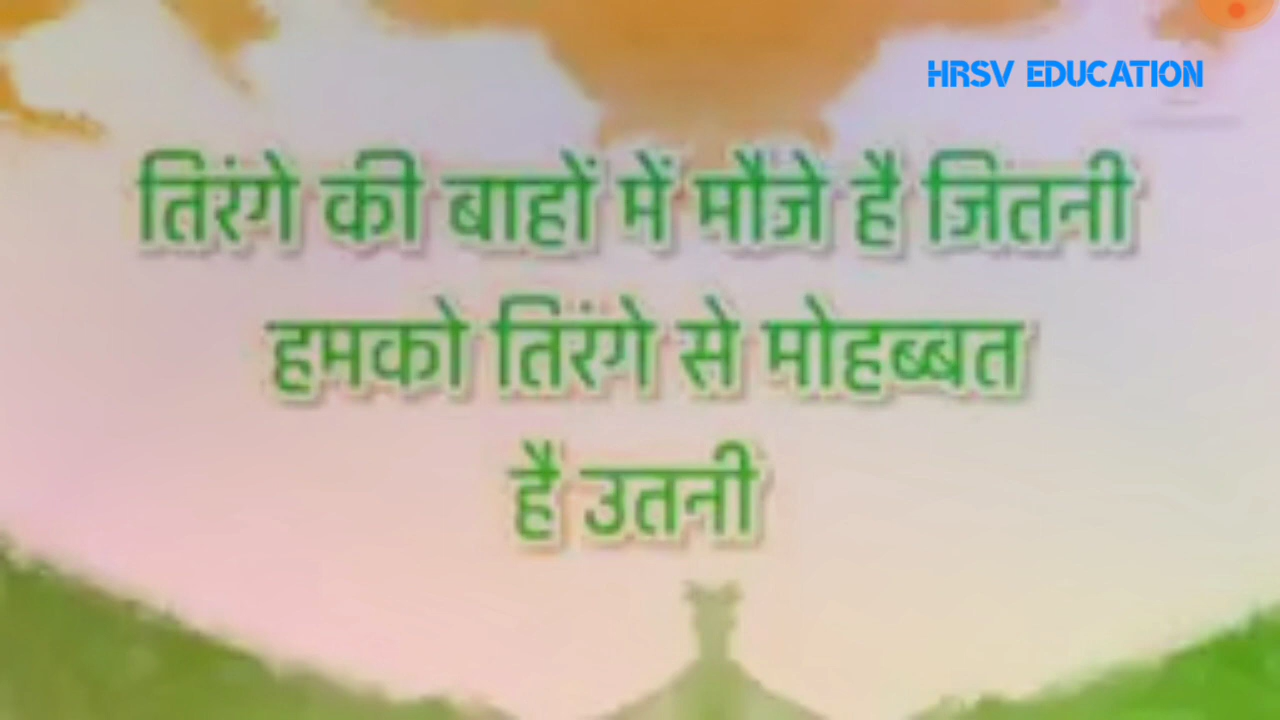 HRSV EDUCATION
तिरंगे की बाहों में मौजे है जितनी
हमको तिरंगे से मोहब्बत
है उतनी